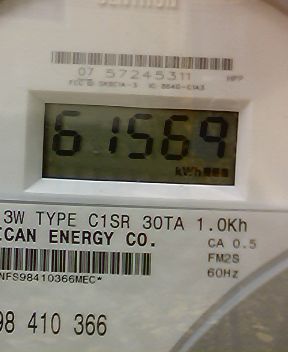 07 57245311
61569
kWh
3W TYPE C1SR 30TA 1.0Kh
ICAN ENERGY CO.
CA 0.5
FM2S
60Hz
NFS98410366MEC*
98 410 366